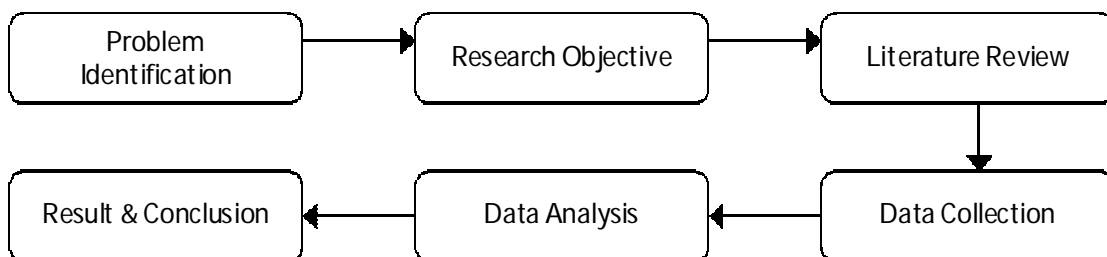 Problem
Identification
Research Objective
Literature Review
Data Collection
Data Analysis
Result & Conclusion